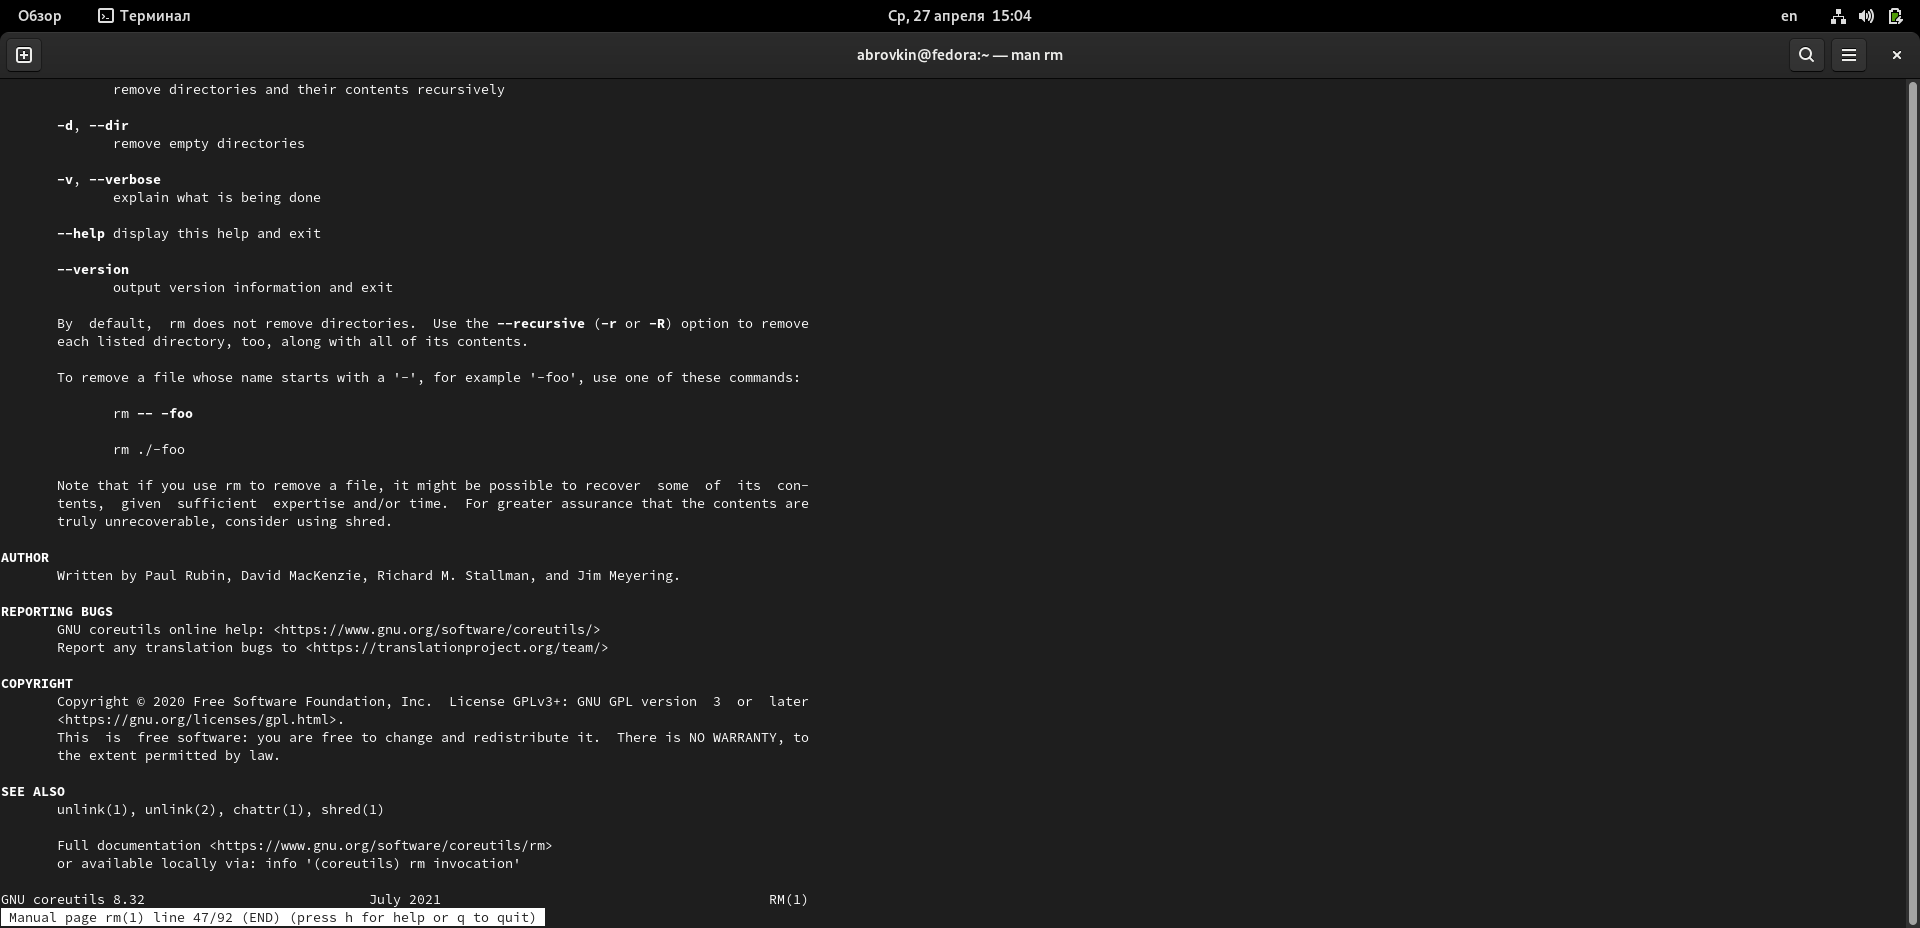 Обзор Терминал Ср, 27 апреля 15:04 en
abrovkin@fedora:~ — man rm
remove directories and their contents recursively
-d, --dir
remove empty directories
-v, --verbose
explain what is being done
--help display this help and exit
--version
output version information and exit
By  default,  rm does not remove directories.  Use the --recursive (-r or -R) option to remove
each listed directory, too, along with all of its contents.
To remove a file whose name starts with a '-', for example '-foo', use one of these commands:
rm -- -foo
rm ./-foo
Note that if you use rm to remove a file, it might be possible to recover  some  of  its  con-
tents,  given  sufficient  expertise and/or time.  For greater assurance that the contents are
truly unrecoverable, consider using shred.
AUTHOR
Written by Paul Rubin, David MacKenzie, Richard M. Stallman, and Jim Meyering.
REPORTING BUGS
GNU coreutils online help: <https://www.gnu.org/software/coreutils/>
Report any translation bugs to <https://translationproject.org/team/>
COPYRIGHT
Copyright © 2020 Free Software Foundation, Inc.  License GPLv3+: GNU GPL version  3  or  later
<https://gnu.org/licenses/gpl.html>.
This  is  free software: you are free to change and redistribute it.  There is NO WARRANTY, to
the extent permitted by law.
SEE ALSO
unlink(1), unlink(2), chattr(1), shred(1)
Full documentation <https://www.gnu.org/software/coreutils/rm>
or available locally via: info '(coreutils) rm invocation'
GNU coreutils 8.32 July 2021 RM(1)
Manual page rm(1) line 47/92 (END) (press h for help or q to quit)